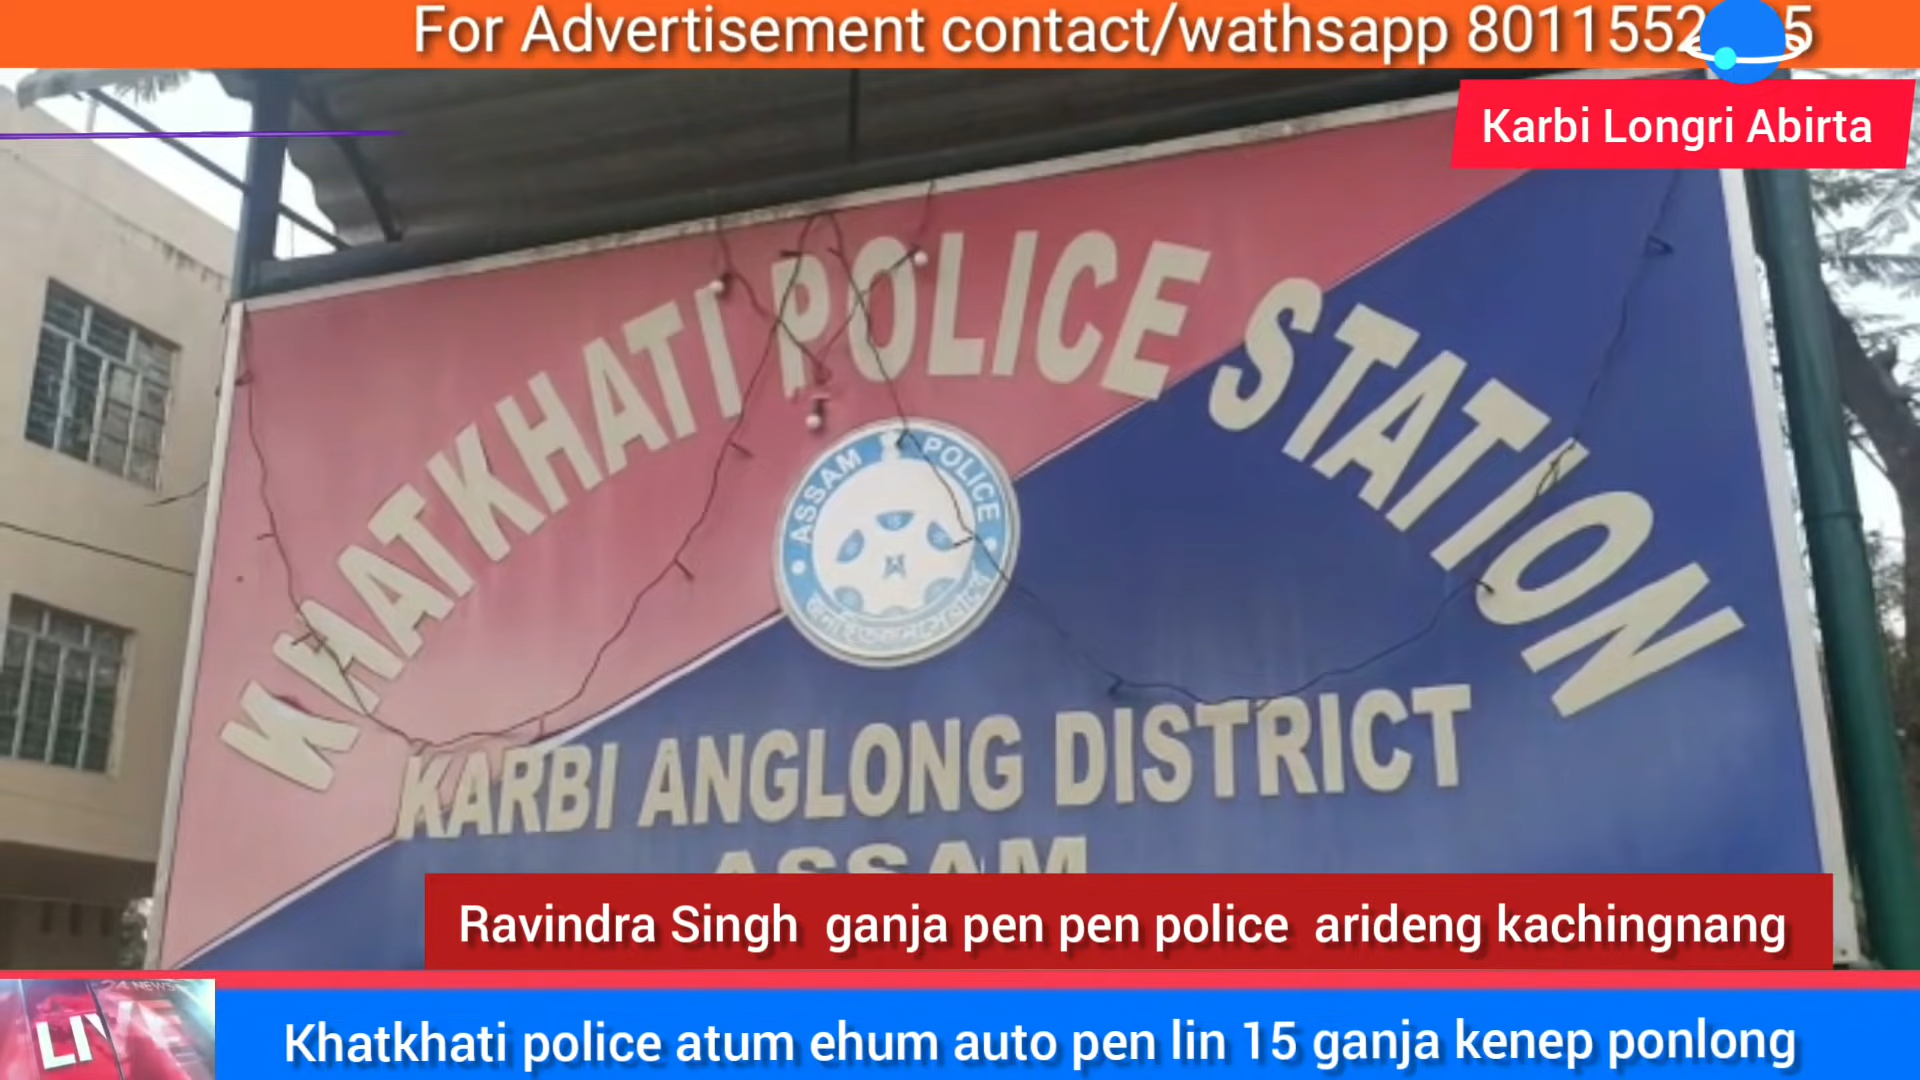 For Advertisement contact/wathsapp
Karbi Longri Abirta
KHATKHATI POLICE STATION
ASSAM POLICE
KARBI ANGLONG DISTRICT
ASSAM
Ravindra Singh ganja pen pen police arideng kachingnang
Khatkhati police atum ehum auto pen lin 15 ganja kenep ponlong